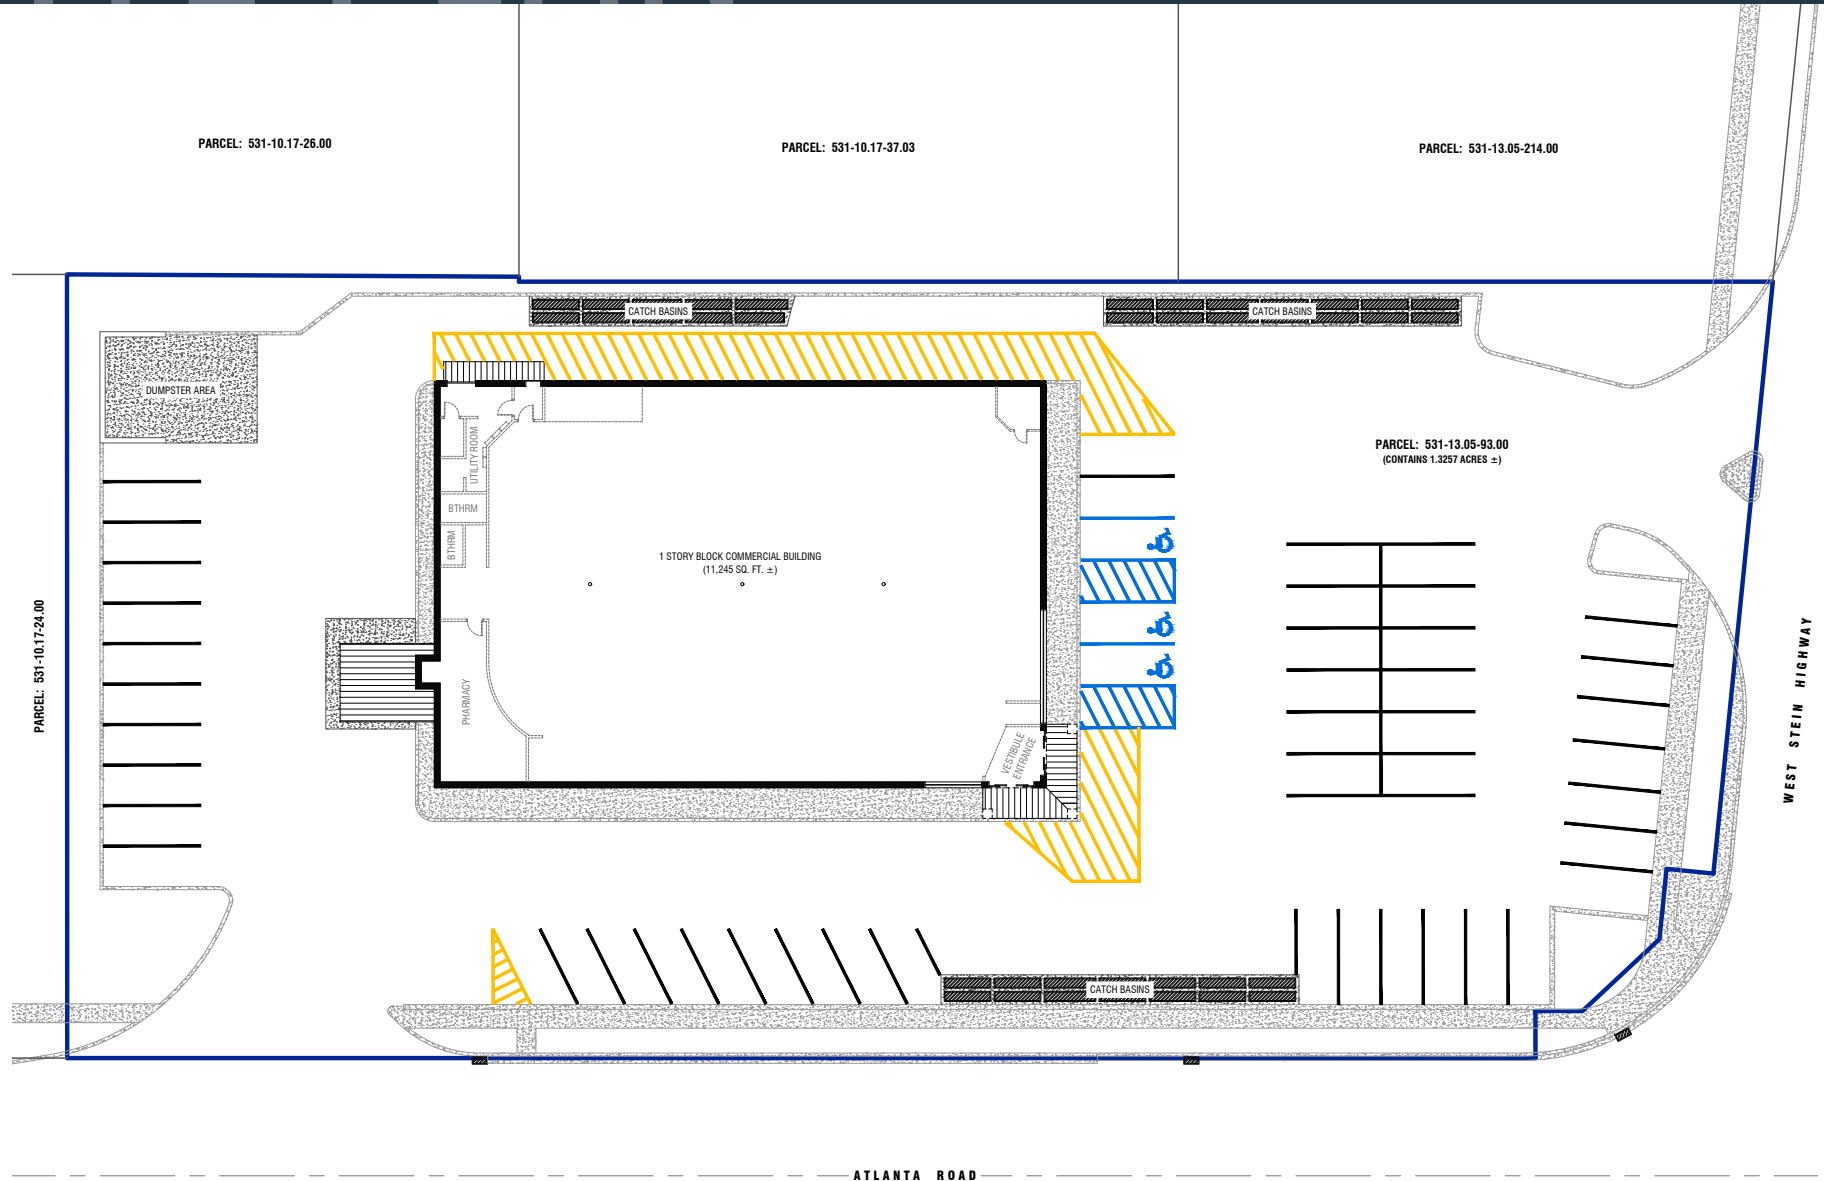 PARCEL: 531-10.17-26.00
PARCEL: 531-10.17-37.03
PARCEL: 531-13.05-214.00
CATCH BASINS
CATCH BASINS
DUMPSTER AREA
UTILITY ROOM
BTHRM
BTHRM
PARCEL: 531-13.05-93.00
(CONTAINS 1.3257 ACRES ±)
1 STORY BLOCK COMMERCIAL BUILDING
(11,245 SQ. FT. ±)
PARCEL: 531-10.17-24.00
PHARMACY
VESTIBULE
ENTRANCE
WEST STEIN HIGHWAY
CATCH BASINS
ATLANTA ROAD